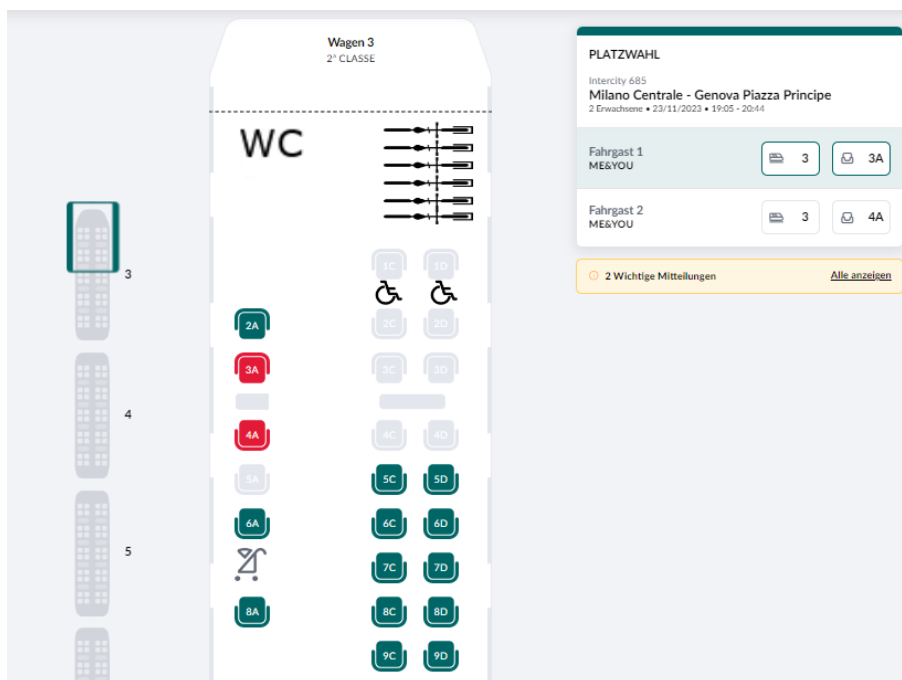 Wagen 3
2ª CLASSE
WC
1C 1D
2A 2C 2D
3A 3C 3D
4A 4C 4D
5A 5C 5D
6A 6C 6D
7C 7D
8A 8C 8D
9C 9D
3
4
5
PLATZWAHL
Intercity 685
Milano Centrale - Genova Piazza Principe
2 Erwachsene • 23/11/2023 • 19:05 - 20:44
Fahrgast 1
ME&YOU
3 3A
Fahrgast 2
ME&YOU
3 4A
2 Wichtige Mitteilungen Alle anzeigen